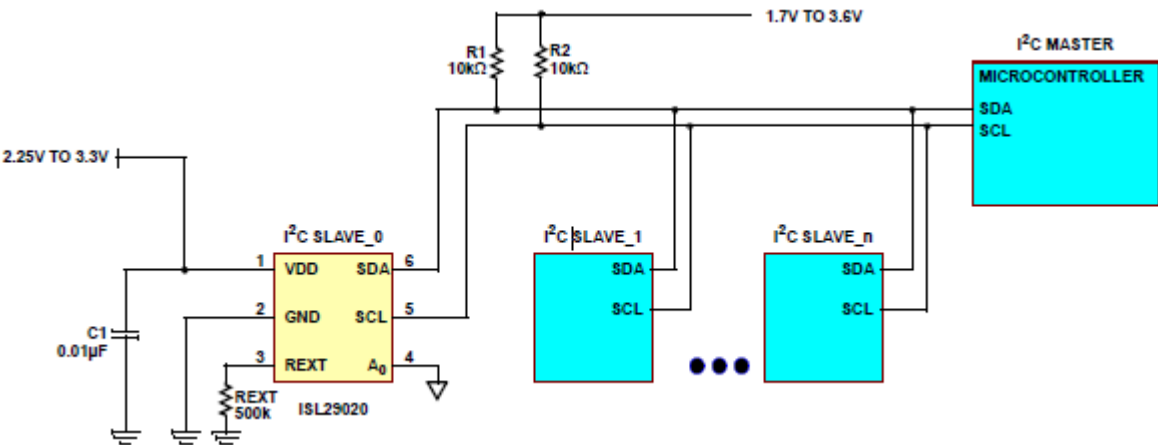 1.7V TO 3.6V
R1
10kΩ
R2
10kΩ
I²C MASTER
MICROCONTROLLER
SDA
SCL
2.25V TO 3.3V
I²C SLAVE_0
1 VDD SDA 6
2 GND SCL 5
3 REXT A₀ 4
C1
0.01µF
REXT
500k
ISL29020
I²C SLAVE_1
SDA
SCL
I²C SLAVE_n
SDA
SCL